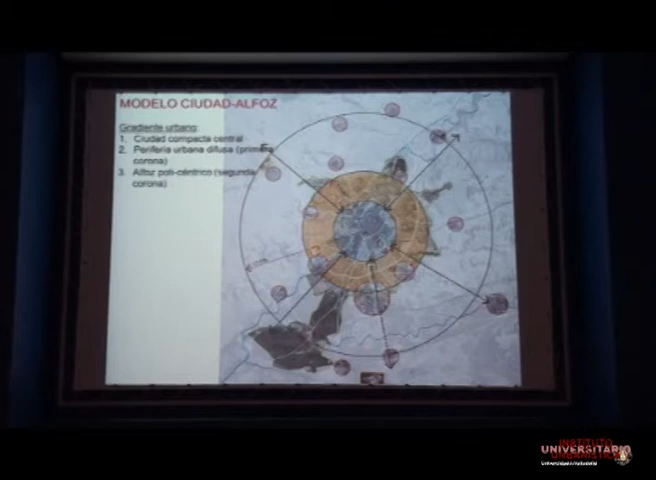 MODELO CIUDAD-ALFOZ
Gradiente urbano:
1. Ciudad compacta central
2. Periferia urbana difusa (primera
corona)
3. Alfoz poli-céntrico (segunda
corona)
INSTITUTO
UNIVERSITARIO